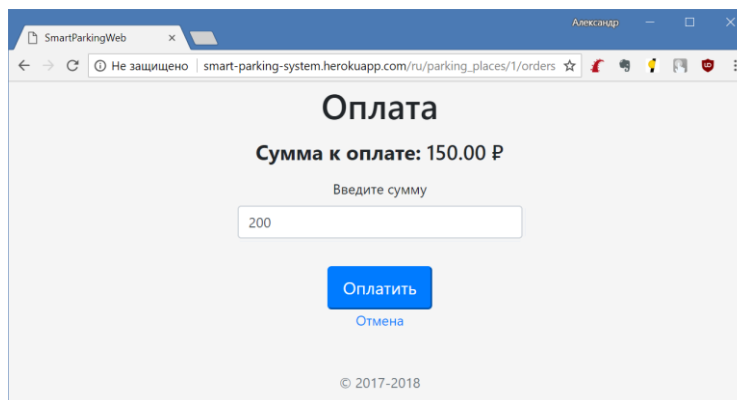 Александр
SmartParkingWeb
Не защищено | smart-parking-system.herokuapp.com/ru/parking_places/1/orders
Оплата
Сумма к оплате: 150.00 ₽
Введите сумму
200
Оплатить
Отмена
© 2017-2018